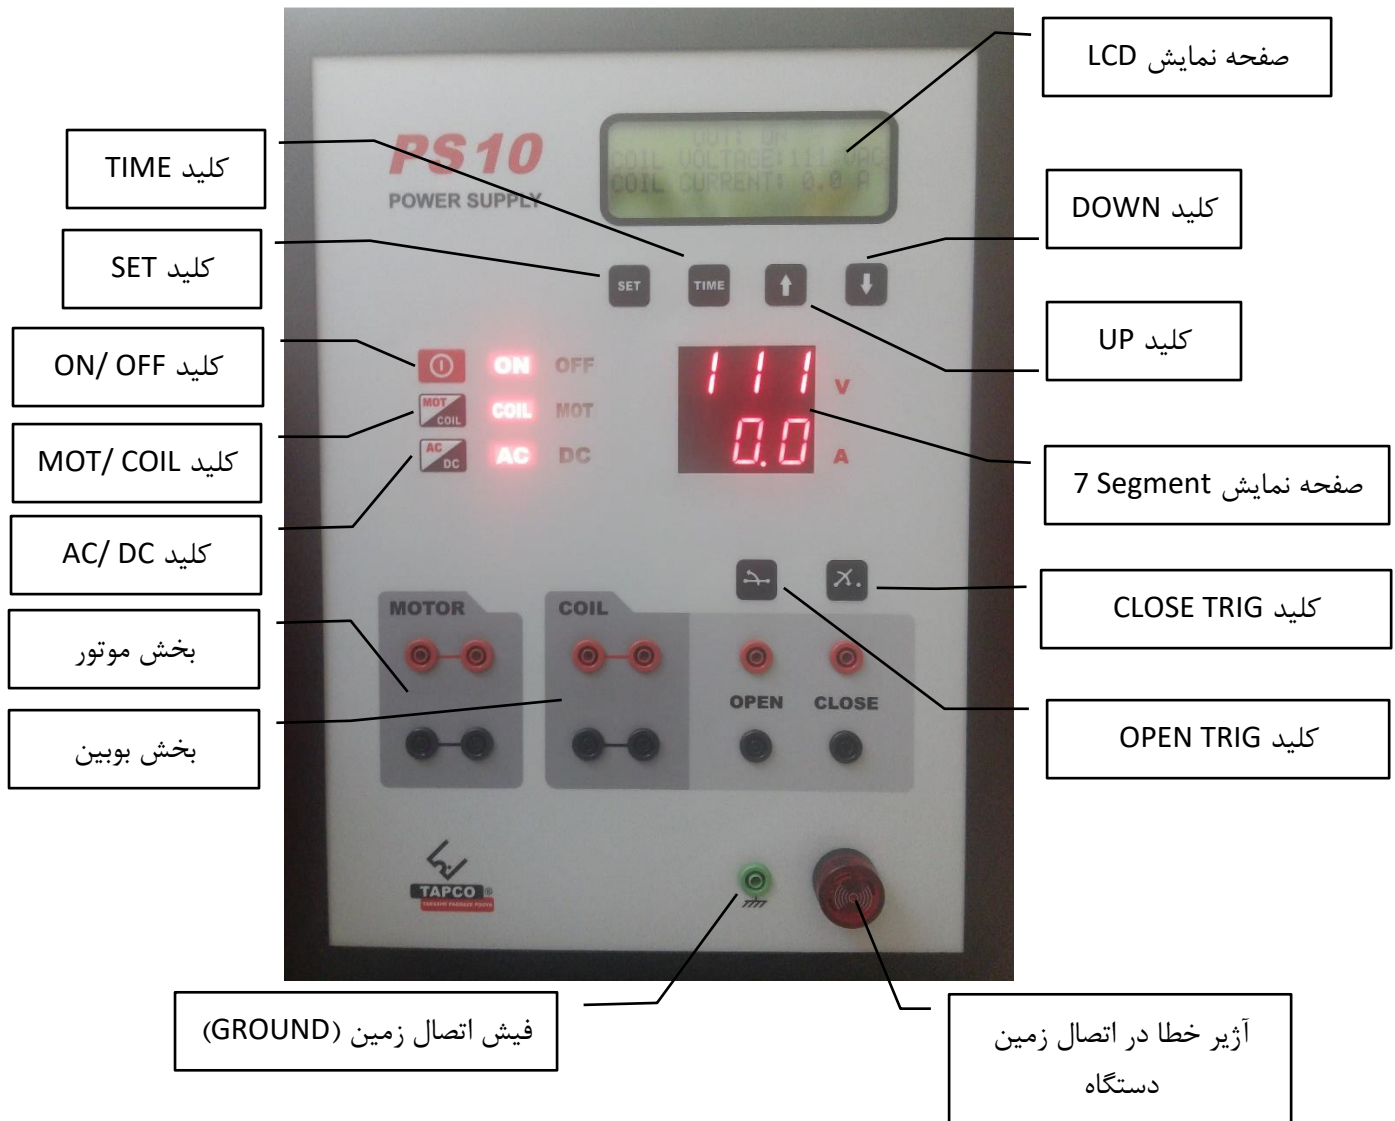 صفحه نمایش LCD
کلید TIME
کلید SET
کلید ON/ OFF
کلید MOT/ COIL
کلید AC/ DC
بخش موتور
بخش بوبین
کلید DOWN
کلید UP
صفحه نمایش 7 Segment
کلید CLOSE TRIG
کلید OPEN TRIG
فیش اتصال زمین (GROUND)
آژیر خطا در اتصال زمین
دستگاه
PS10
POWER SUPPLY
OUT: ON
COIL VOLTAGE:111 VAC
COIL CURRENT: 0.0 A
SET TIME
ON OFF
MOT COIL COIL MOT
AC DC AC DC
111 V
0.0 A
MOTOR COIL
OPEN CLOSE
TAPCO ®